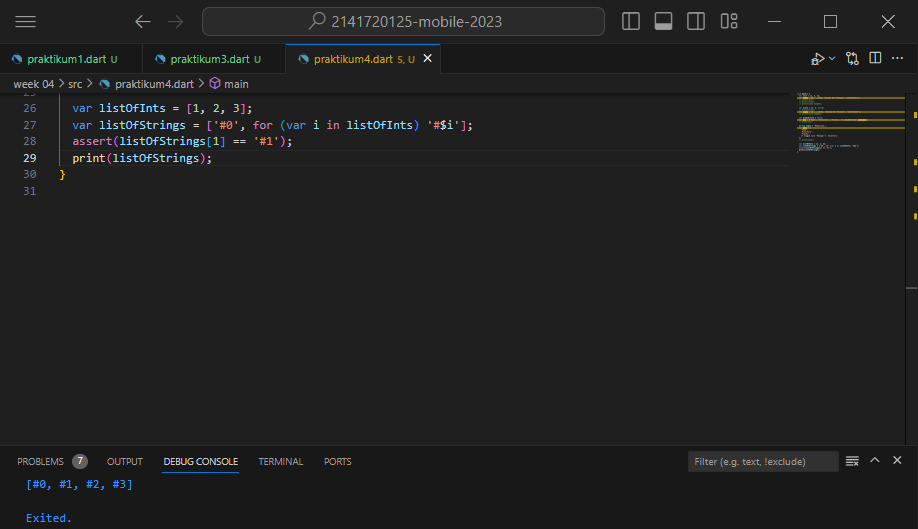 2141720125-mobile-2023
praktikum1.dart U praktikum3.dart U praktikum4.dart 5, U
week 04 > src > praktikum4.dart > main
26 var listOfInts = [1, 2, 3];
27 var listOfStrings = ['#0', for (var i in listOfInts) '#$i'];
28 assert(listOfStrings[1] == '#1');
29 print(listOfStrings);
30 }
31
PROBLEMS 7 OUTPUT DEBUG CONSOLE TERMINAL PORTS Filter (e.g. text, !exclude)
[#0, #1, #2, #3]
Exited.